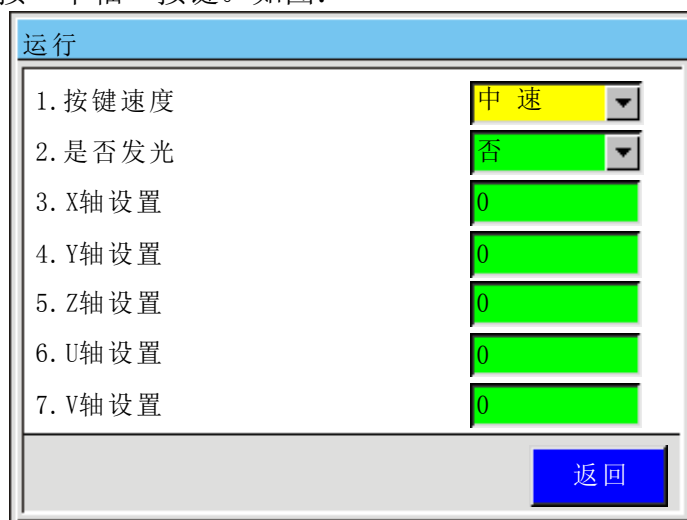 运行
1.按键速度 中 速
2.是否发光 否
3.X轴设置 0
4.Y轴设置 0
5.Z轴设置 0
6.U轴设置 0
7.V轴设置 0
返回